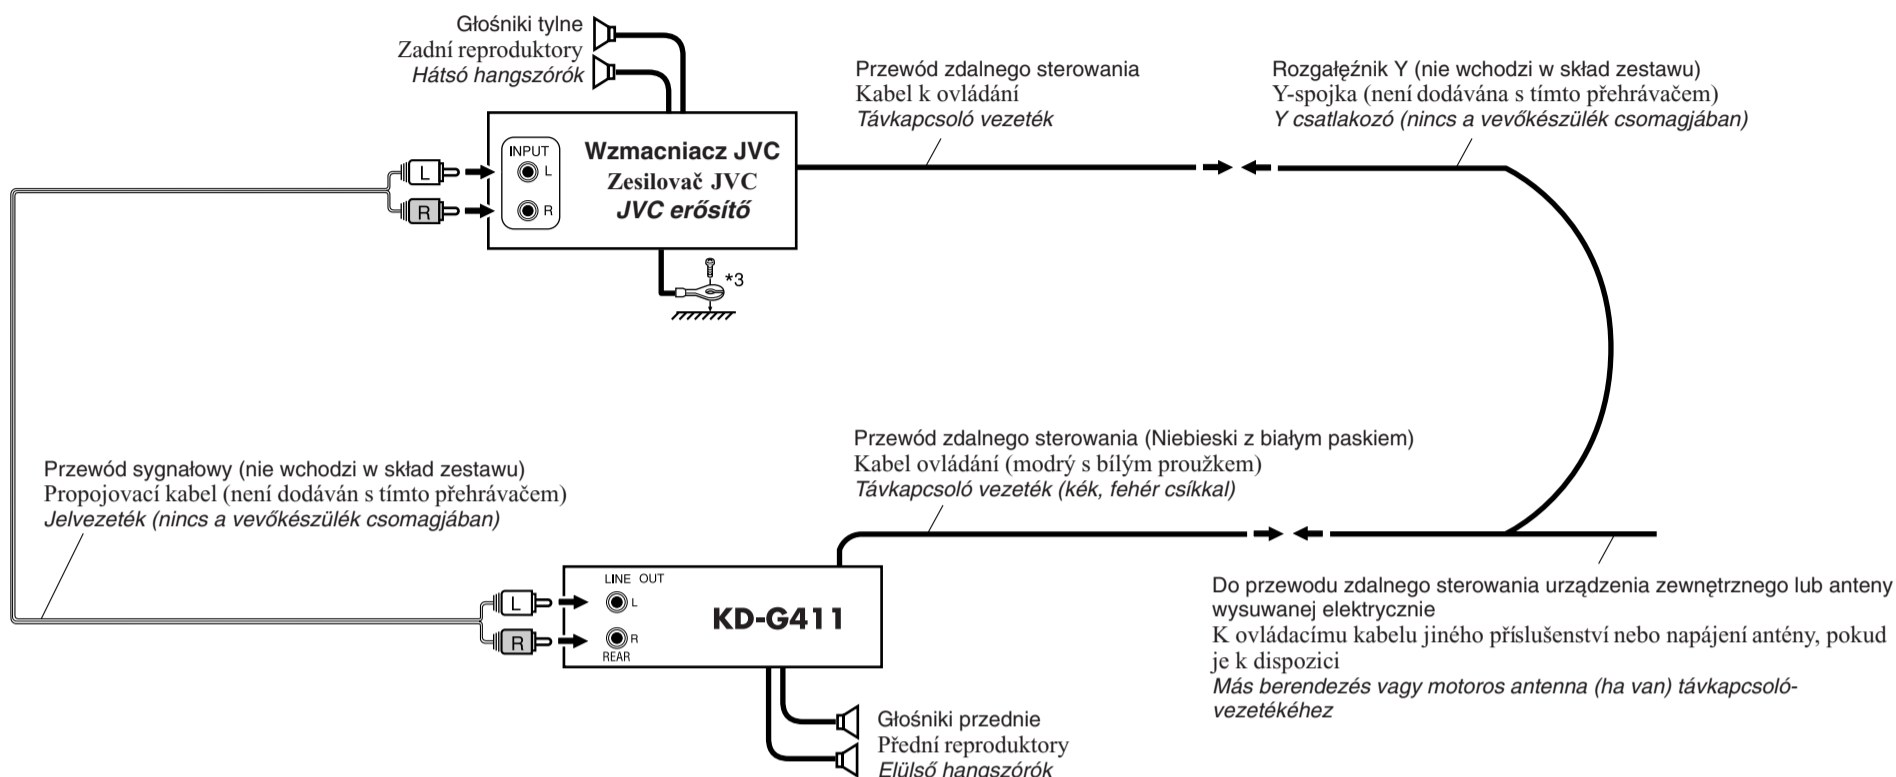 Głośniki tylne
Zadní reproduktory
Hátsó hangszórók
Przewód zdalnego sterowania
Kabel k ovládání
Távkapcsoló vezeték
Rozgałęźnik Y (nie wchodzi w skład zestawu)
Y-spojka (není dodávána s tímto přehrávačem)
Y csatlakozó (nincs a vevőkészülék csomagjában)
INPUT
L
L
R
R
Wzmacniacz JVC
Zesilovač JVC
JVC erősítő
*3
Przewód sygnałowy (nie wchodzi w skład zestawu)
Propojovací kabel (není dodáván s tímto přehrávačem)
Jelvezeték (nincs a vevőkészülék csomagjában)
Przewód zdalnego sterowania (Niebieski z białym paskiem)
Kabel ovládání (modrý s bílým proužkem)
Távkapcsoló vezeték (kék, fehér csíkkal)
LINE OUT
L
L
R
R
REAR
KD-G411
Do przewodu zdalnego sterowania urządzenia zewnętrznego lub anteny
wysuwanej elektrycznie
K ovládacímu kabelu jiného příslušenství nebo napájení antény, pokud
je k dispozici
Más berendezés vagy motoros antenna (ha van) távkapcsoló-
vezetékéhez
Głośniki przednie
Přední reproduktory
Elülső hangszórók